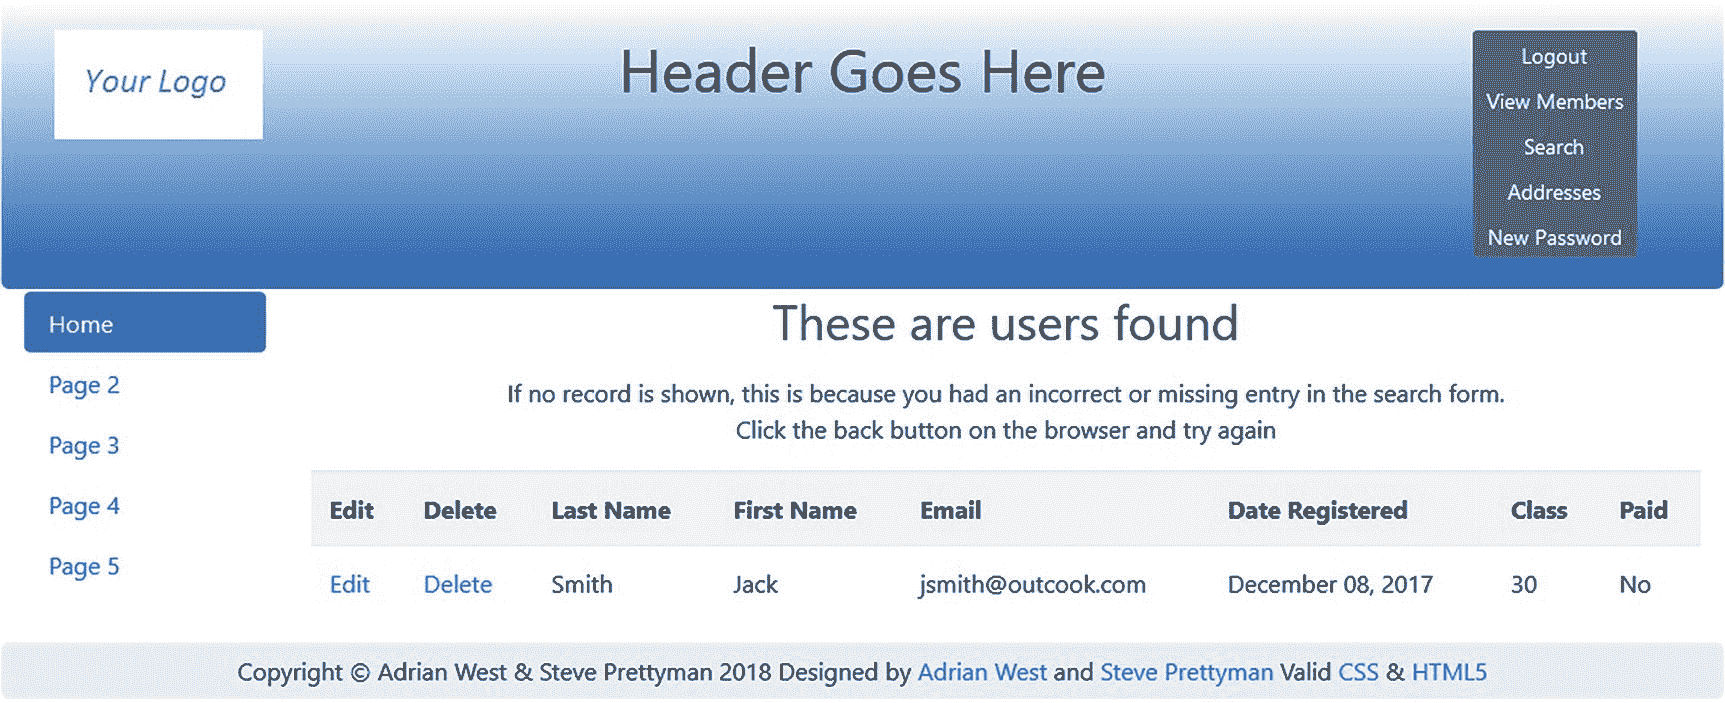 Your Logo
Header Goes Here
Logout
View Members
Search
Addresses
New Password
Home
Page 2
Page 3
Page 4
Page 5
These are users found
If no record is shown, this is because you had an incorrect or missing entry in the search form.
Click the back button on the browser and try again
Edit Delete Last Name First Name Email Date Registered Class Paid
Edit Delete Smith Jack jsmith@outcook.com December 08, 2017 30 No
Copyright © Adrian West & Steve Prettyman 2018 Designed by Adrian West and Steve Prettyman Valid CSS & HTML5